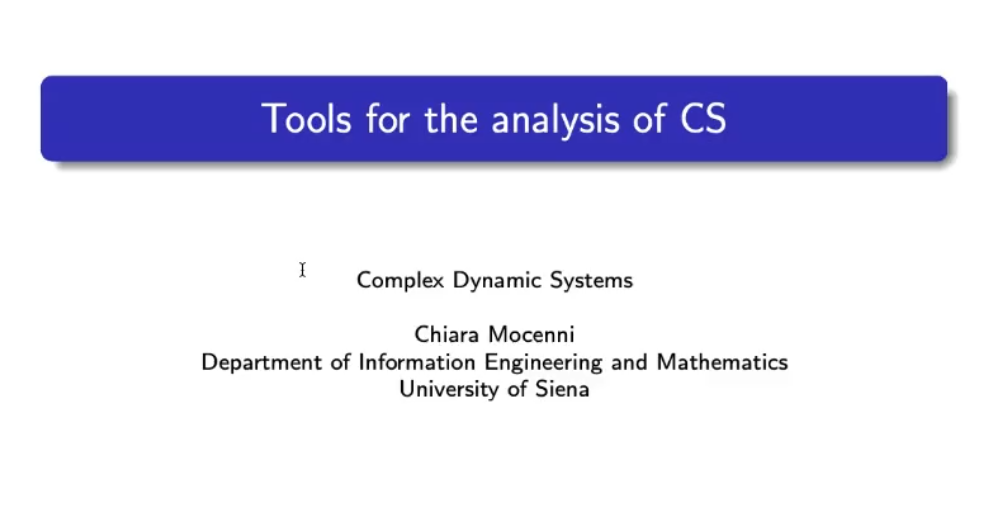 Tools for the analysis of CS
Complex Dynamic Systems
Chiara Mocenni
Department of Information Engineering and Mathematics
University of Siena